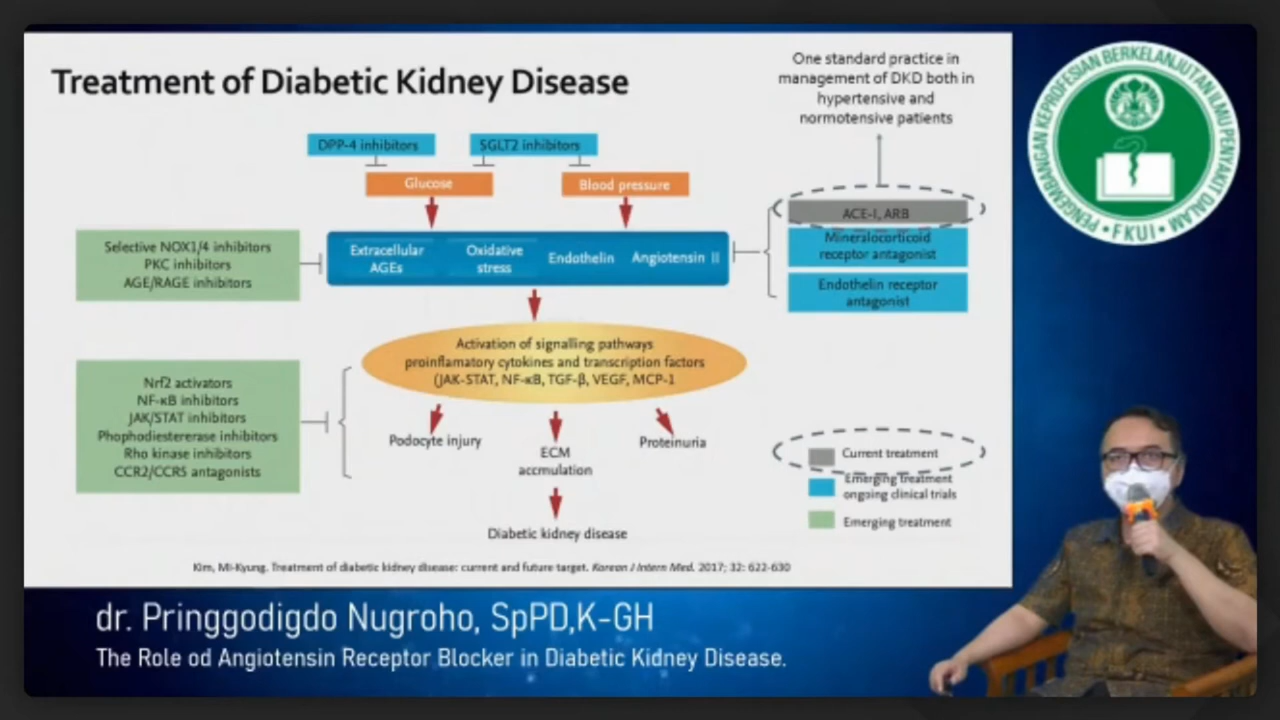 Treatment of Diabetic Kidney Disease
One standard practice in
management of DKD both in
hypertensive and
normotensive patients
DPP-4 inhibitors
SGLT2 inhibitors
Glucose
Blood pressure
ACE-I, ARB
Mineralocorticoid
receptor antagonist
Endothelin receptor
antagonist
Selective NOX1/4 inhibitors
PKC inhibitors
AGE/RAGE inhibitors
Extracellular
AGEs
Oxidative
stress
Endothelin
Angiotensin II
Activation of signalling pathways
proinflamatory cytokines and transcription factors
(JAK-STAT, NF-κB, TGF-β, VEGF, MCP-1
Nrf2 activators
NF-κB inhibitors
JAK/STAT inhibitors
Phophodiestererase inhibitors
Rho kinase inhibitors
CCR2/CCR5 antagonists
Podocyte injury
ECM
accmulation
Proteinuria
Diabetic kidney disease
Current treatment
Emerging treatment
ongoing clinical trials
Emerging treatment
Kim, MI-Kyung. Treatment of diabetic kidney disease: current and future target. Korean J Intern Med. 2017; 32: 622-630
PENGEMBANGAN KEPROFESIAN BERKELANJUTAN ILMU PENYAKIT DALAM
• FKUI •
dr. Pringgodigdo Nugroho, SpPD,K-GH
The Role od Angiotensin Receptor Blocker in Diabetic Kidney Disease.